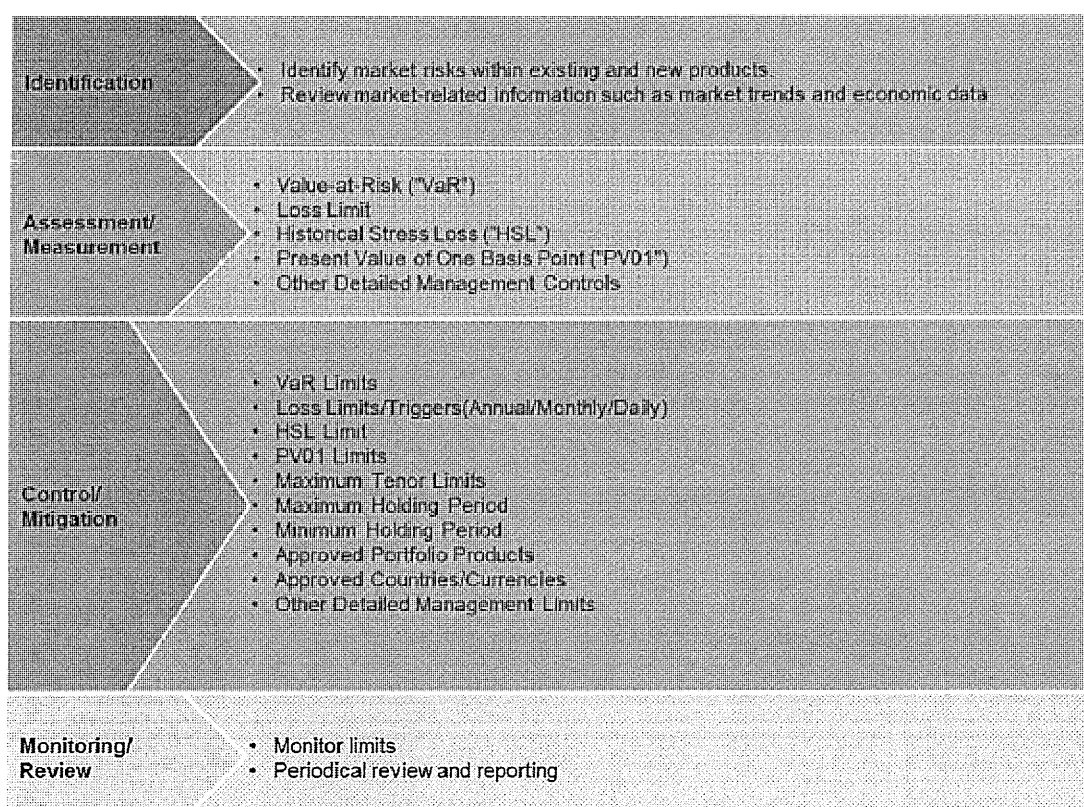 Identification
• Identify market risks within existing and new products
• Review market-related information such as market trends and economic data
Assessment/
Measurement
• Value-at-Risk ("VaR")
• Loss Limit
• Historical Stress Loss ("HSL")
• Present Value of One Basis Point ("PV01")
• Other Detailed Management Controls
Control/
Mitigation
• VaR Limits
• Loss Limits/Triggers(Annual/Monthly/Daily)
• HSL Limit
• PV01 Limits
• Maximum Tenor Limits
• Maximum Holding Period
• Minimum Holding Period
• Approved Portfolio Products
• Approved Countries/Currencies
• Other Detailed Management Limits
Monitoring/
Review
• Monitor limits
• Periodical review and reporting